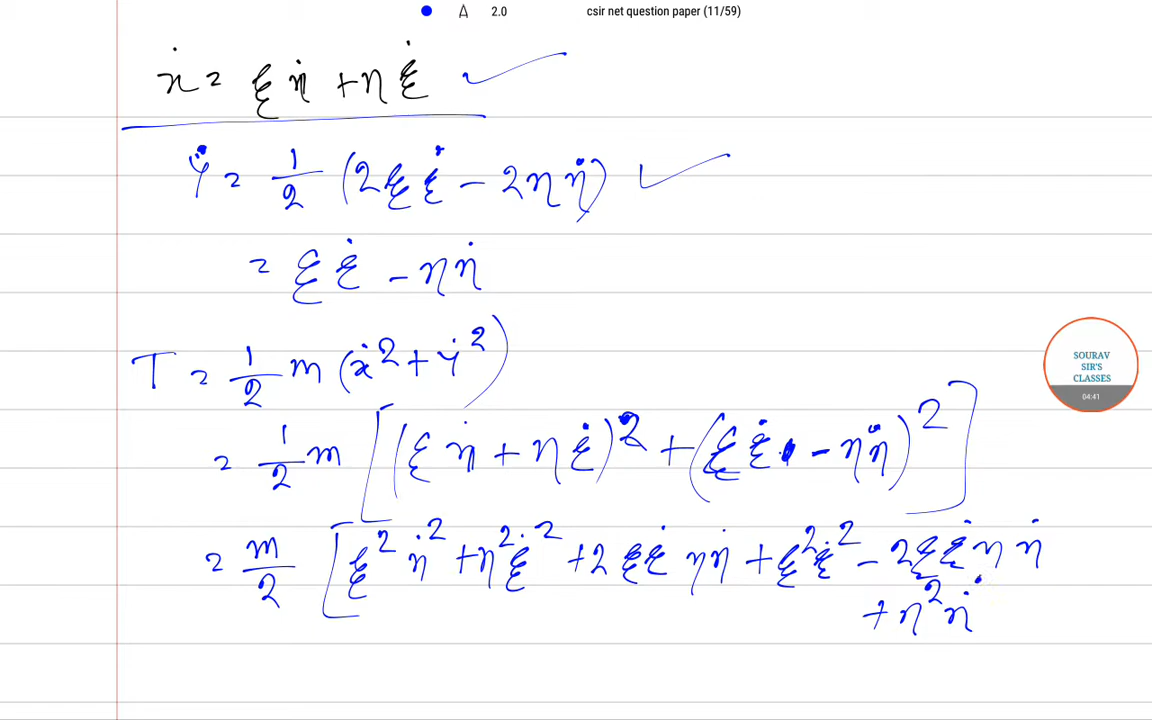 A 2.0 csir net question paper (11/59)
ẋ = ξη̇ + ηξ̇
ẏ = 1/2 (2ξξ̇ - 2ηη̇)
= ξξ̇ - ηη̇
T = 1/2 m (ẋ² + ẏ²)
= 1/2 m [(ξη̇ + ηξ̇)² + (ξξ̇ - ηη̇)²]
= m/2 [ξ²η̇² + η²ξ̇² + 2ξξ̇ηη̇ + ξ²ξ̇² - 2ξξ̇ηη̇
+ η²η̇
SOURAV
SIR'S
CLASSES
04:41